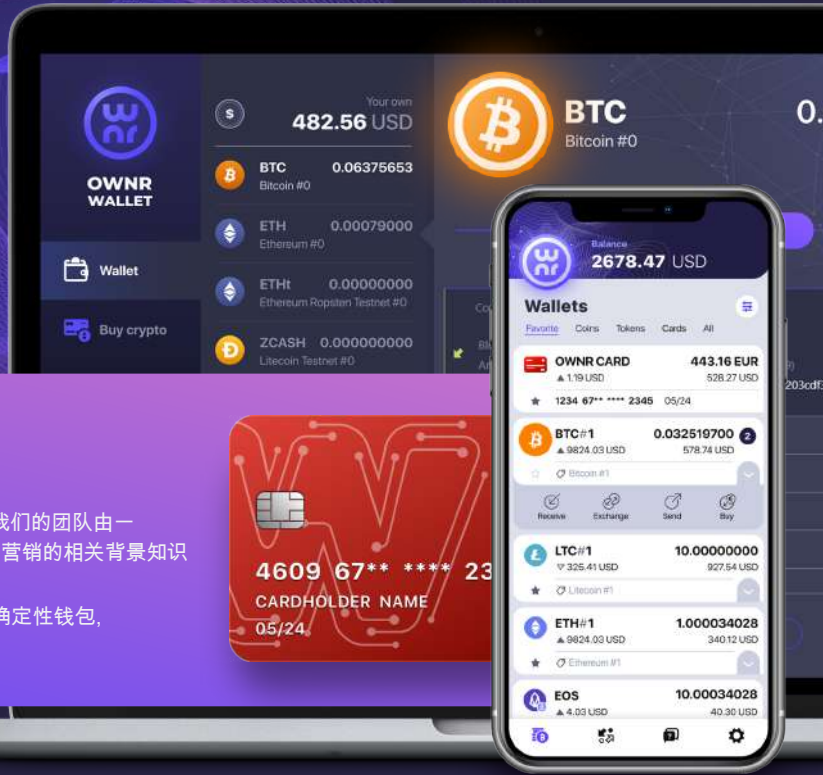 OWNR
WALLET
Wallet
Buy crypto
Your own
482.56 USD
BTC 0.06375653
Bitcoin #0
ETH 0.00079000
Ethereum #0
ETHt 0.00000000
Ethereum Ropsten Testnet #0
ZCASH 0.000000000
Litecoin Testnet #0
BTC
Bitcoin #0
0.
203cdf3
我们的团队由一
营销的相关背景知识
确定性钱包,
4609 67** **** 23
CARDHOLDER NAME
05/24
Balance
2678.47 USD
Wallets
Favorite Coins Tokens Cards All
OWNR CARD 443.16 EUR
▲ 1.19 USD 528.27 USD
★ 1234 67** **** 2345 05/24
BTC#1 0.032519700 2
▲ 9824.03 USD 578.74 USD
Bitcoin #1
Receive Exchange Send Buy
LTC#1 10.00000000
▽ 325.41 USD 927.54 USD
Litecoin #1
ETH#1 1.000034028
▲ 9824.03 USD 340.12 USD
Ethereum #1
EOS 10.00034028
▲ 4.03 USD 40.30 USD